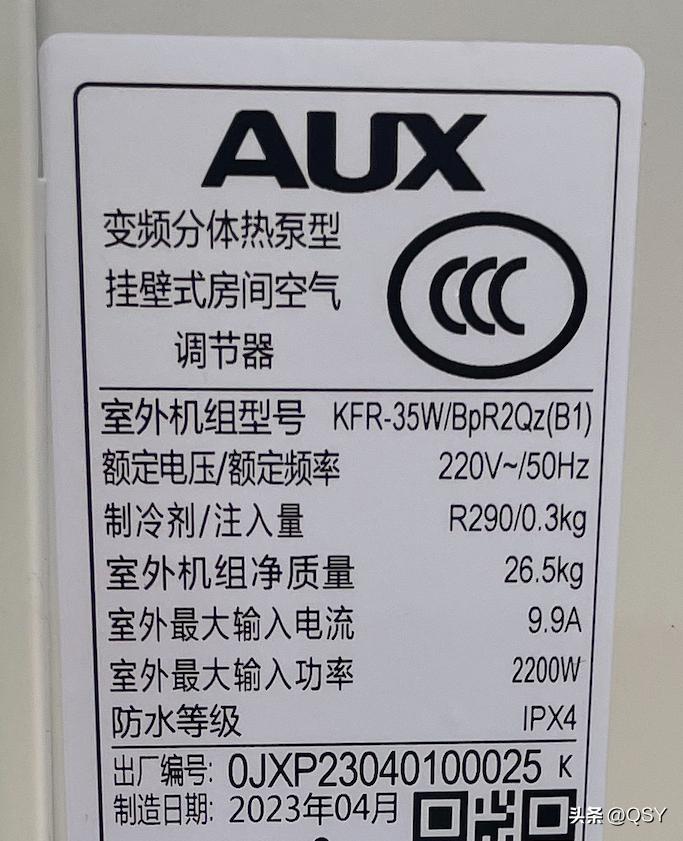 AUX
变频分体热泵型
挂壁式房间空气
调节器
CCC
室外机组型号 KFR-35W/BpR2Qz(B1)
额定电压/额定频率 220V~/50Hz
制冷剂/注入量 R290/0.3kg
室外机组净质量 26.5kg
室外最大输入电流 9.9A
室外最大输入功率 2200W
防水等级 IPX4
出厂编号: 0JXP23040100025 K
制造日期: 2023年04月
头条 @QSY